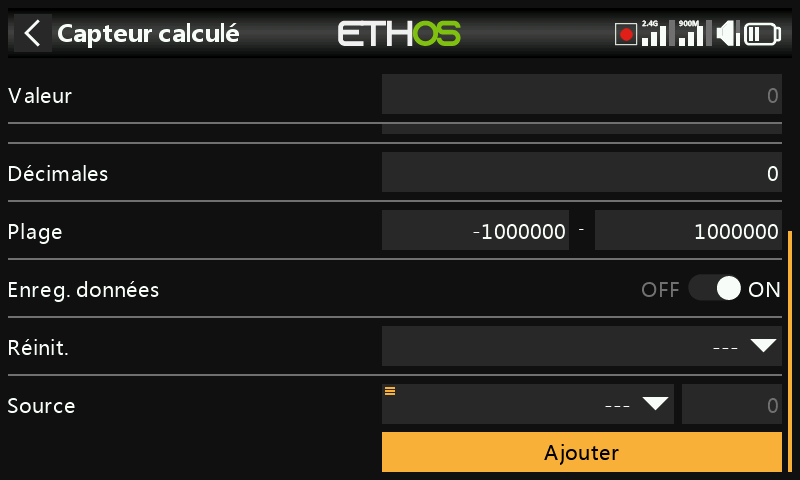 Capteur calculé ETHOS 2.4G 900M
Valeur 0
Décimales 0
Plage -1000000 - 1000000
Enreg. données OFF ON
Réinit. ---
Source --- 0
Ajouter